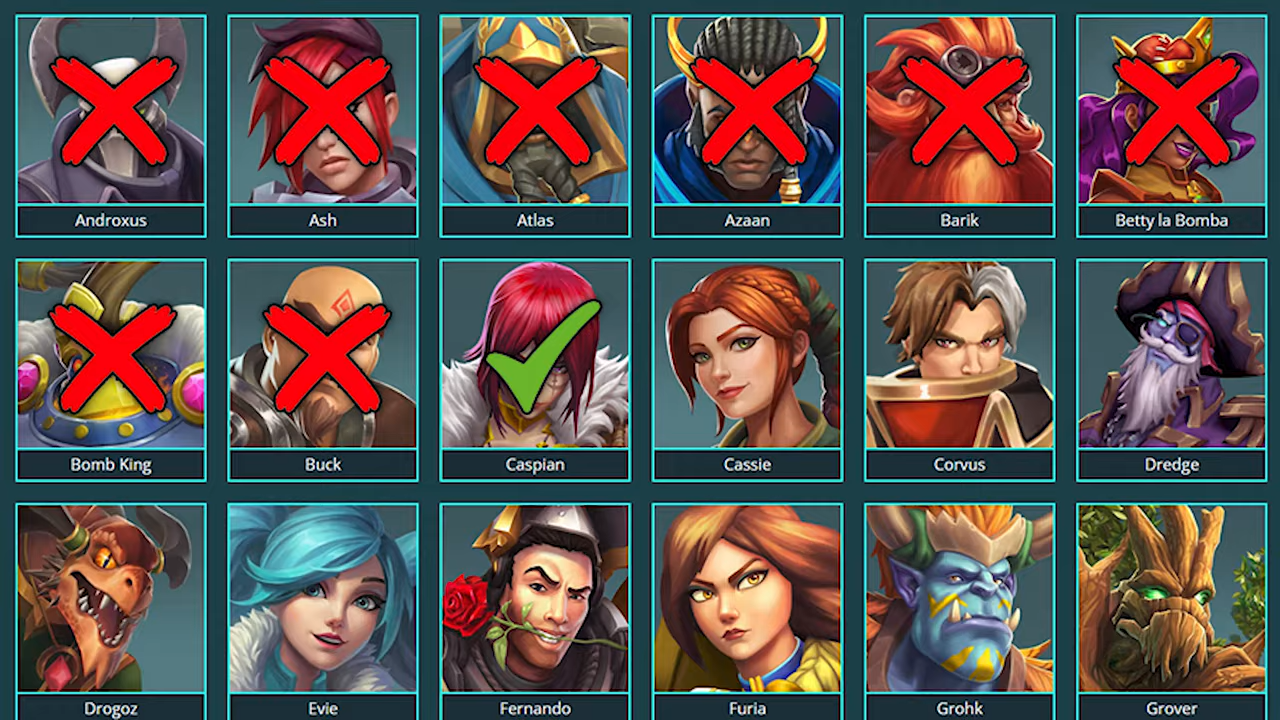 Androxus
Ash
Atlas
Azaan
Barik
Betty la Bomba
Bomb King
Buck
Caspian
Cassie
Corvus
Dredge
Drogoz
Evie
Fernando
Furia
Grohk
Grover